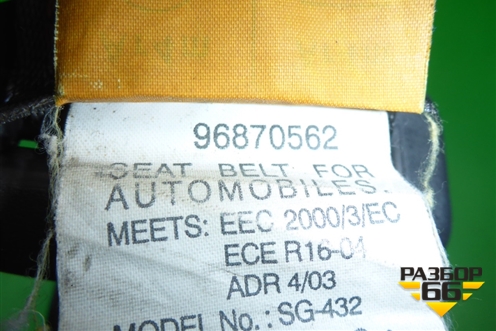 96870562
SEAT BELT FOR
AUTOMOBILES.
MEETS: EEC 2000/3/EC
ECE R16-04
ADR 4/03
MODEL No.: SG-432
РАЗБОР
66